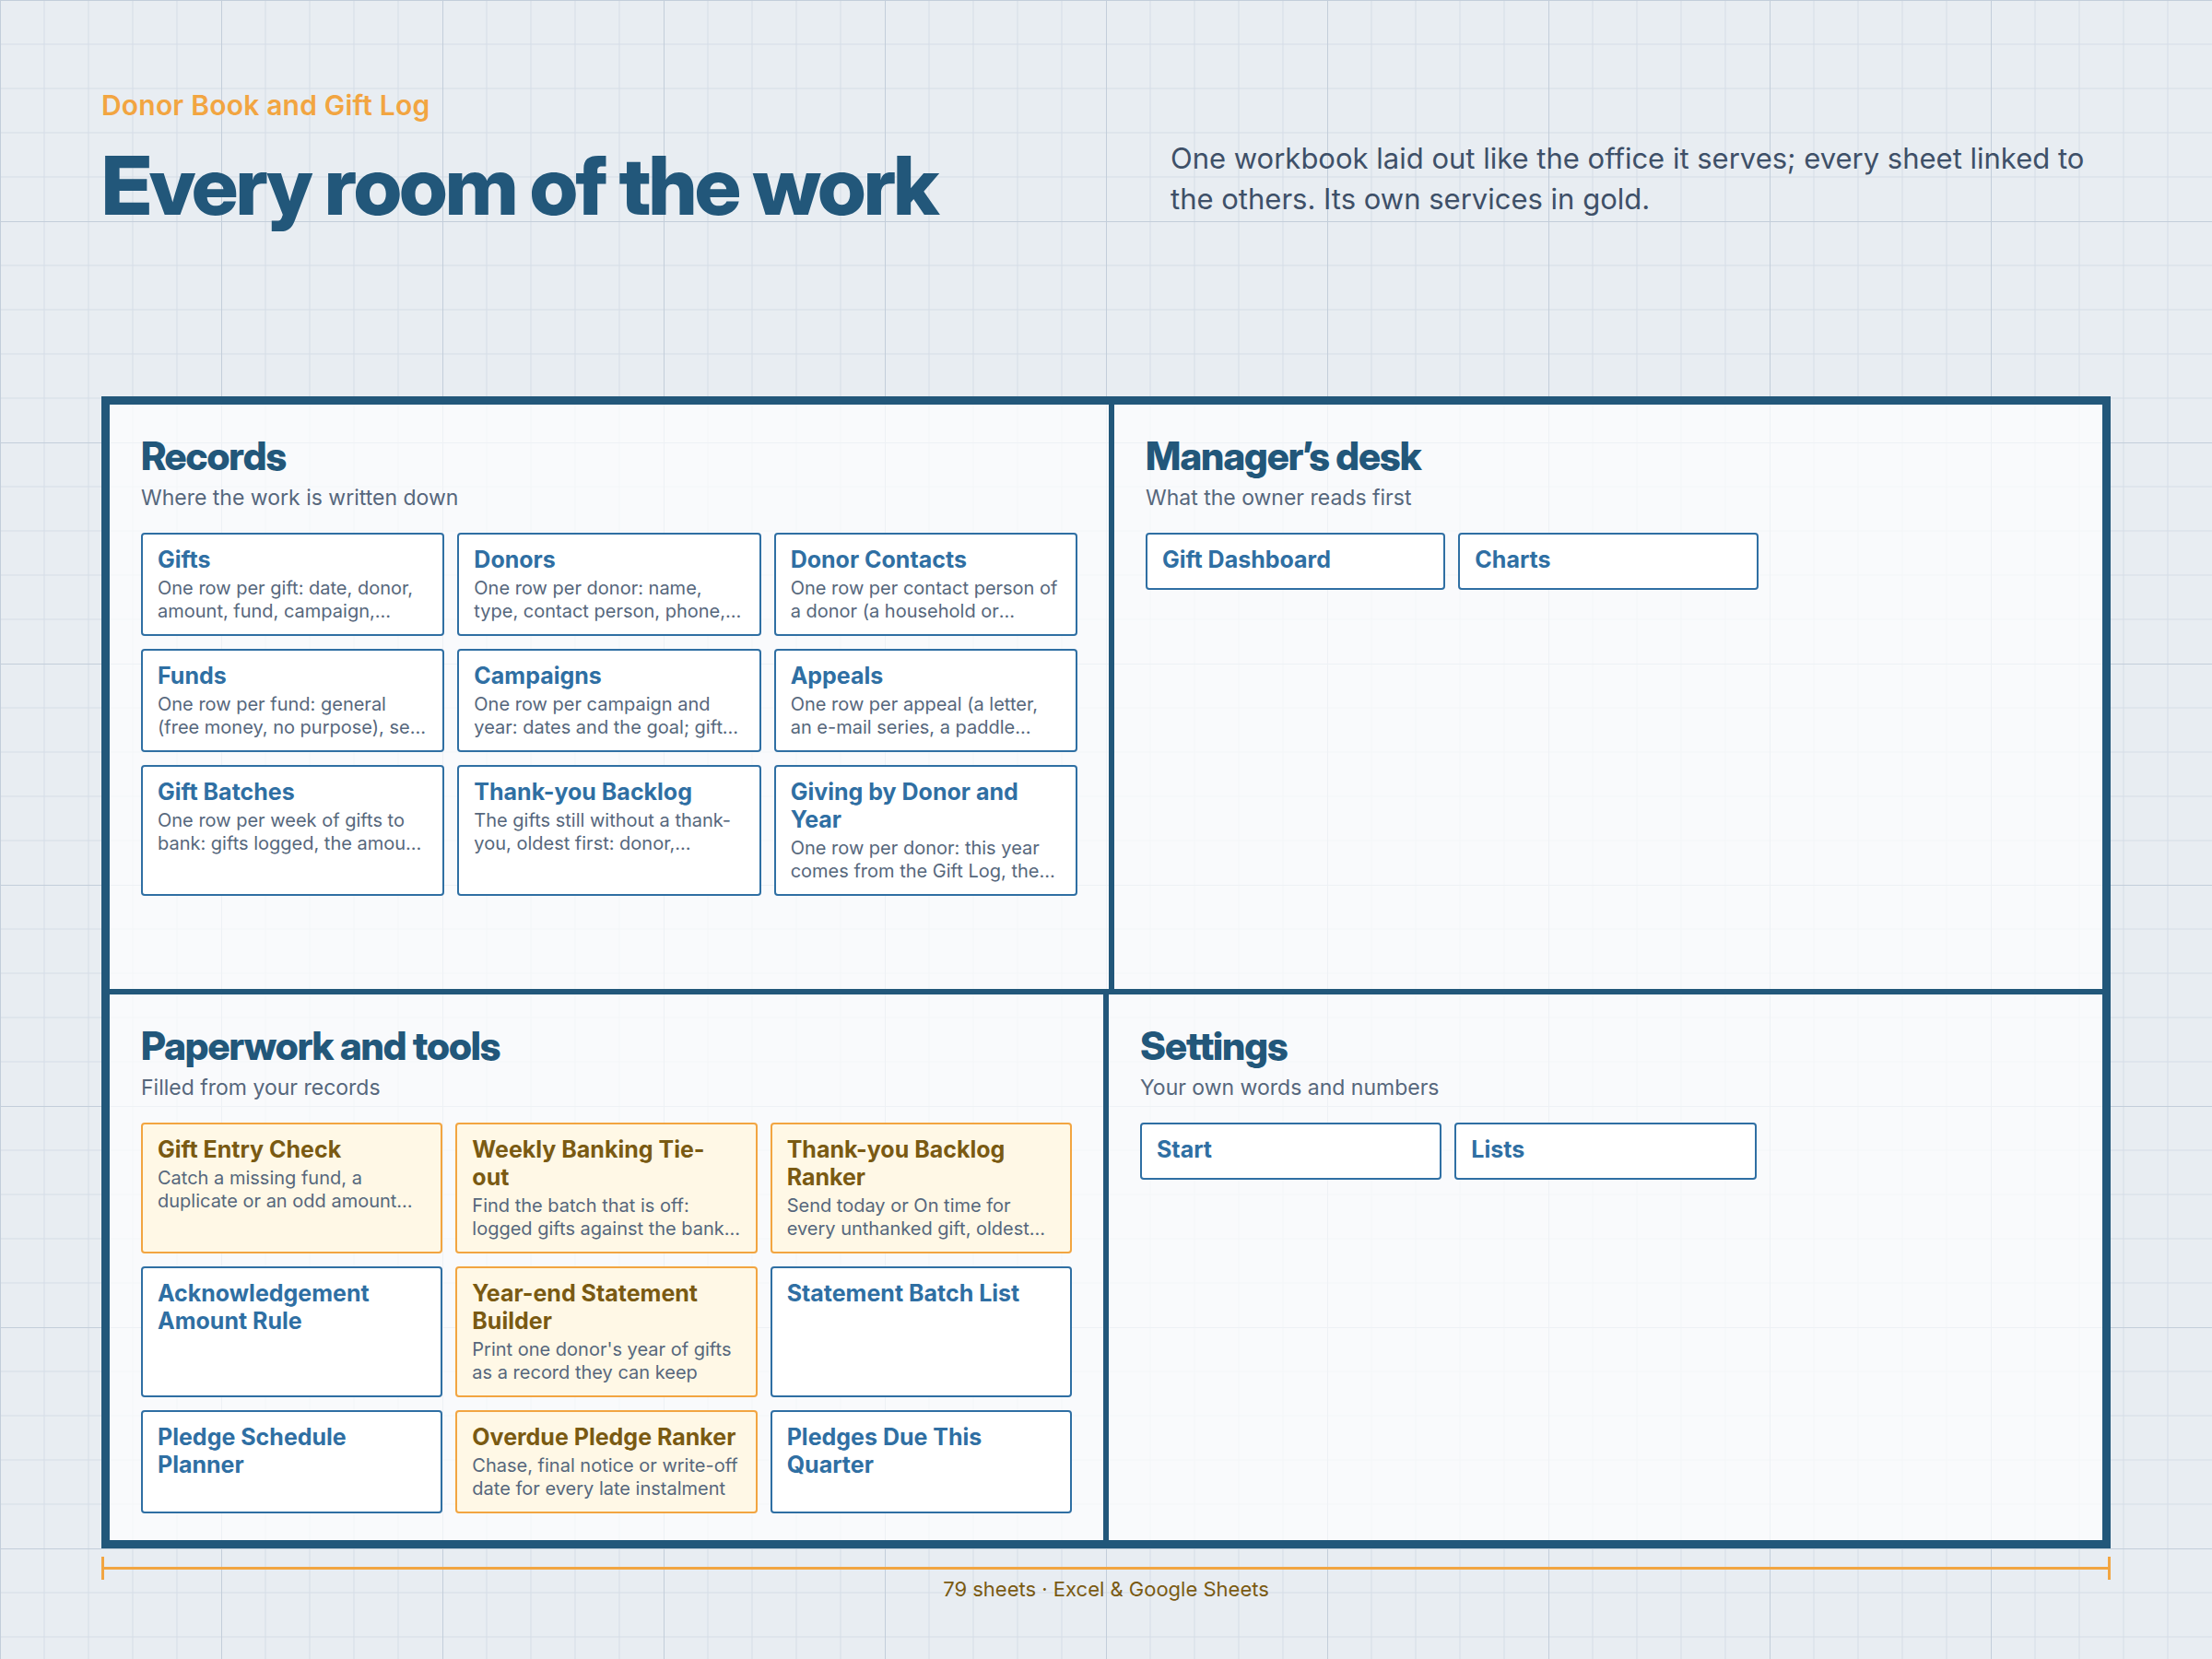 Donor Book and Gift Log
Every room of the work
One workbook laid out like the office it serves; every sheet linked to
the others. Its own services in gold.
Records
Where the work is written down
Gifts
One row per gift: date, donor,
amount, fund, campaign,...
Donors
One row per donor: name,
type, contact person, phone,...
Donor Contacts
One row per contact person of
a donor (a household or...
Funds
One row per fund: general
(free money, no purpose), se...
Campaigns
One row per campaign and
year: dates and the goal; gift...
Appeals
One row per appeal (a letter,
an e-mail series, a paddle...
Gift Batches
One row per week of gifts to
bank: gifts logged, the amou...
Thank-you Backlog
The gifts still without a thank-
you, oldest first: donor,...
Giving by Donor and
Year
One row per donor: this year
comes from the Gift Log, the...
Manager’s desk
What the owner reads first
Gift Dashboard
Charts
Paperwork and tools
Filled from your records
Gift Entry Check
Catch a missing fund, a
duplicate or an odd amount...
Weekly Banking Tie-
out
Find the batch that is off:
logged gifts against the bank...
Thank-you Backlog
Ranker
Send today or On time for
every unthanked gift, oldest...
Acknowledgement
Amount Rule
Year-end Statement
Builder
Print one donor's year of gifts
as a record they can keep
Statement Batch List
Pledge Schedule
Planner
Overdue Pledge Ranker
Chase, final notice or write-off
date for every late instalment
Pledges Due This
Quarter
Settings
Your own words and numbers
Start
Lists
79 sheets · Excel & Google Sheets